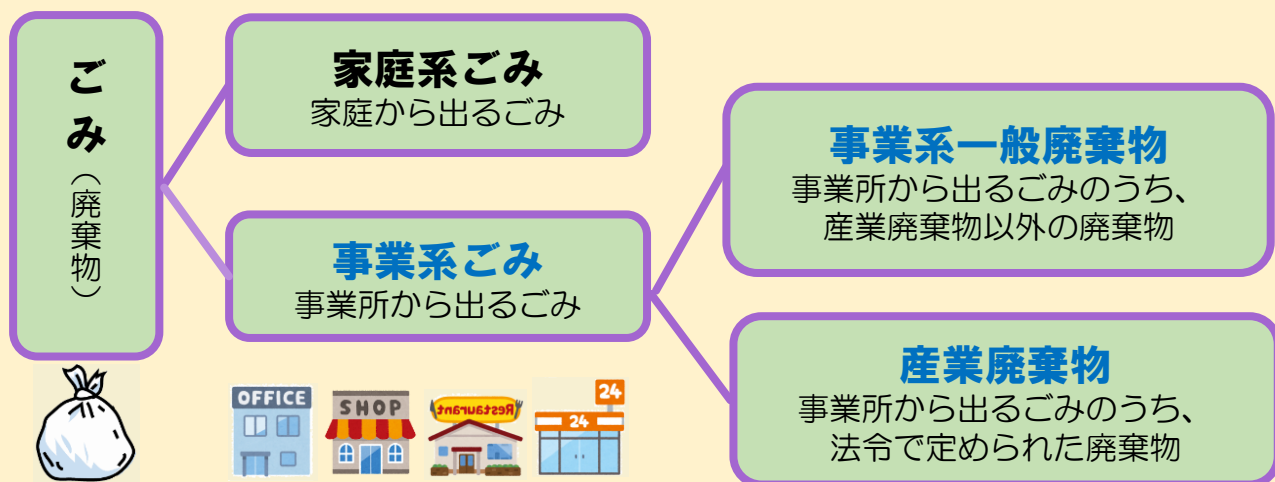 ごみ
（廃棄物）
家庭系ごみ
家庭から出るごみ
事業系ごみ
事業所から出るごみ
事業系一般廃棄物
事業所から出るごみのうち、
産業廃棄物以外の廃棄物
産業廃棄物
事業所から出るごみのうち、
法令で定められた廃棄物
OFFICE
SHOP
Restaurant
24
24